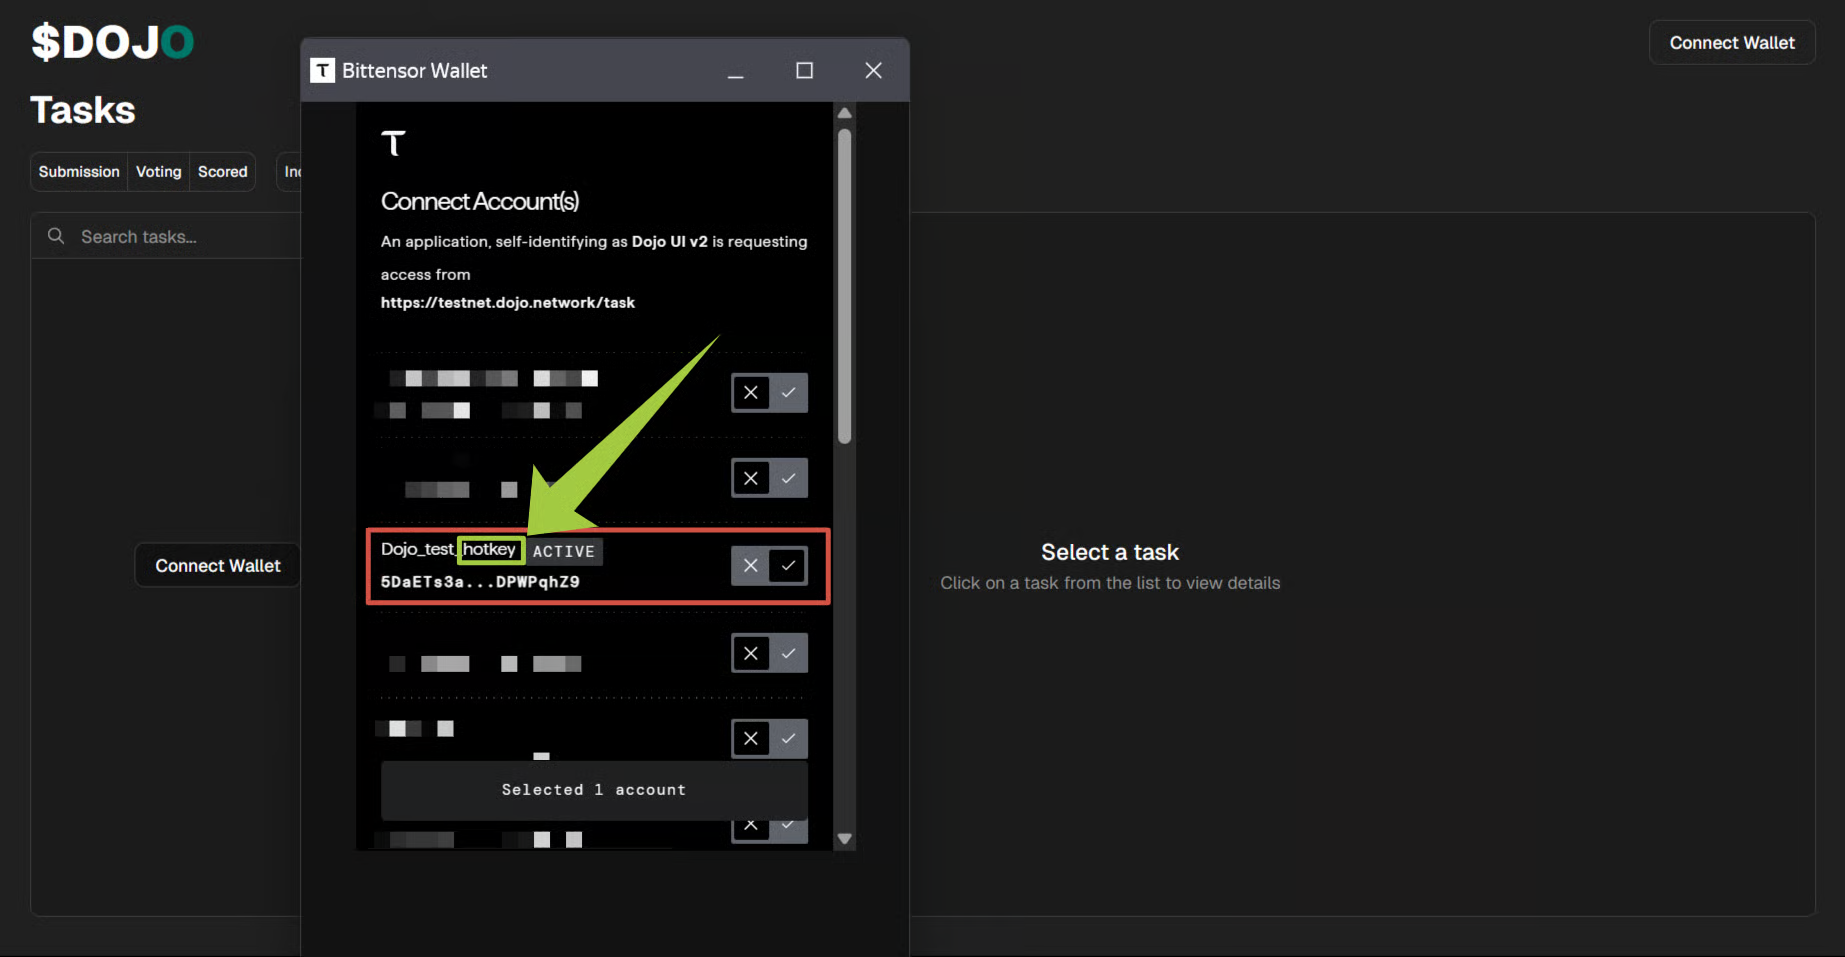 $DOJO
Connect Wallet
Tasks
Submission Voting Scored
Search tasks...
Connect Wallet
Bittensor Wallet
Connect Account(s)
An application, self-identifying as Dojo UI v2 is requesting
access from
https://testnet.dojo.network/task
Dojo_test_hotkey ACTIVE
5DaETs3a...DPWPqhZ9
Selected 1 account
Select a task
Click on a task from the list to view details